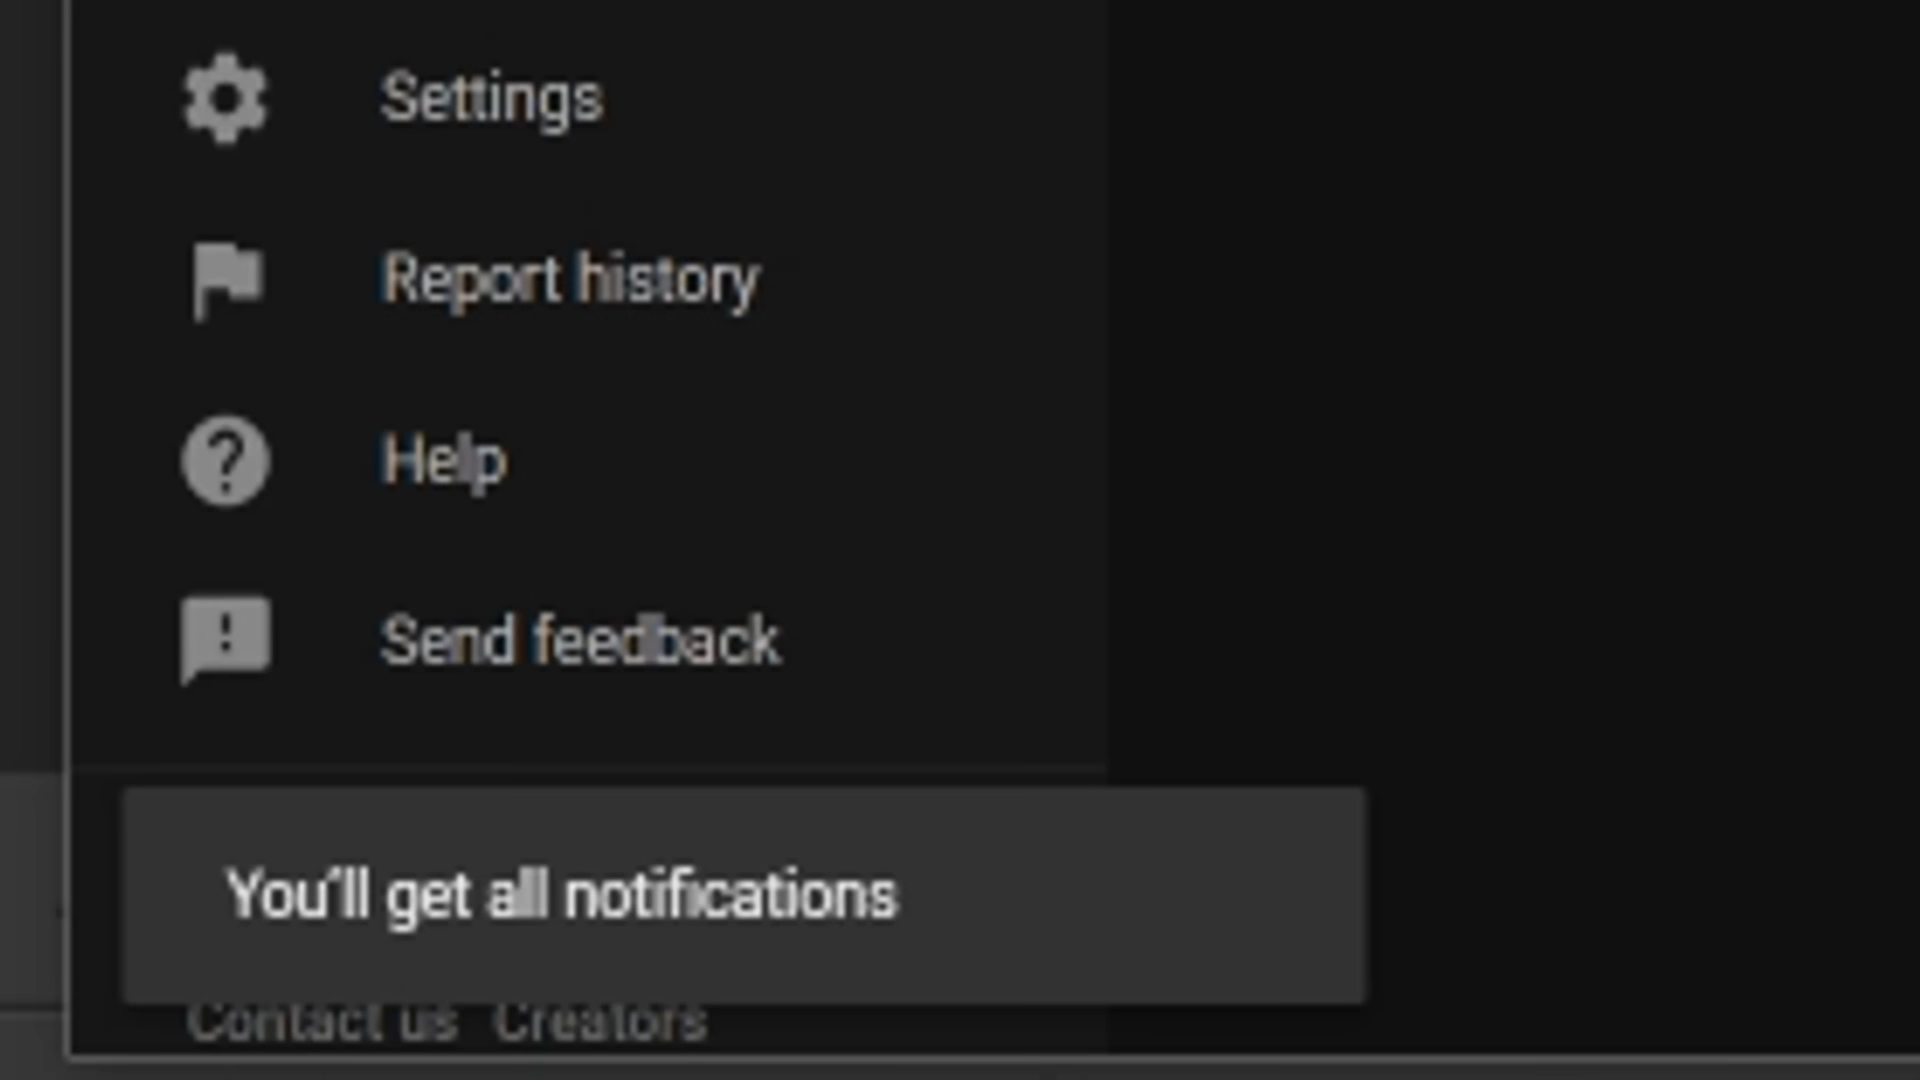 Settings
Report history
Help
Send feedback
You'll get all notifications
Contact us Creators